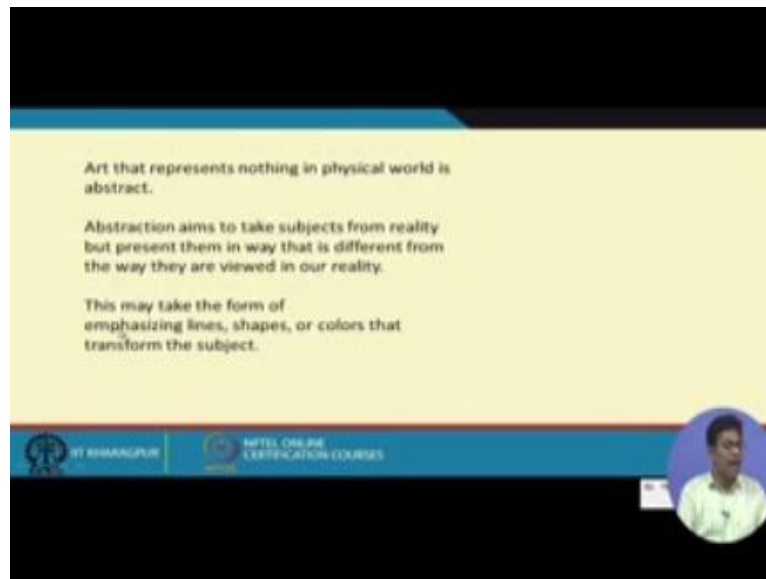 Art that represents nothing in physical world is
abstract.
Abstraction aims to take subjects from reality
but present them in way that is different from
the way they are viewed in our reality.
This may take the form of
emphasizing lines, shapes, or colors that
transform the subject.
IIT KHARAGPUR
NPTEL ONLINE
CERTIFICATION COURSES